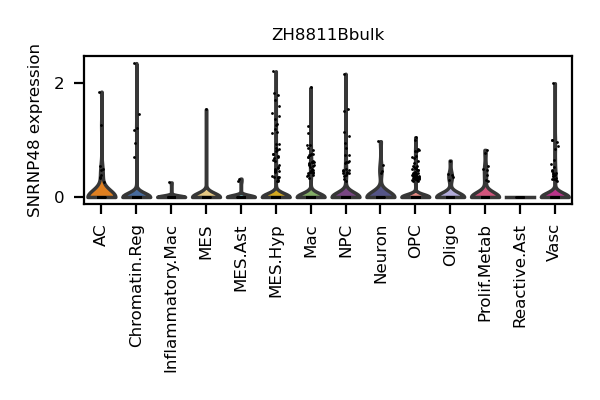 ZH8811Bbulk
SNRNP48 expression
2
0
AC
Chromatin.Reg
Inflammatory.Mac
MES
MES.Ast
MES.Hyp
Mac
NPC
Neuron
OPC
Oligo
Prolif.Metab
Reactive.Ast
Vasc